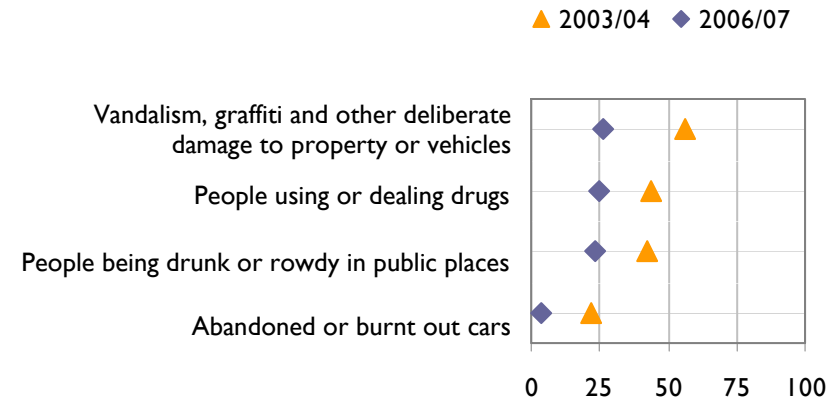 2003/04 2006/07
Vandalism, graffiti and other deliberate
damage to property or vehicles
People using or dealing drugs
People being drunk or rowdy in public places
Abandoned or burnt out cars
0 25 50 75 100